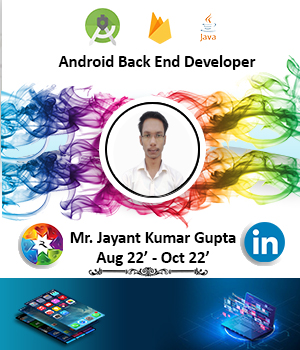 Java
Android Back End Developer
Mr. Jayant Kumar Gupta
in
Aug 22’ - Oct 22’